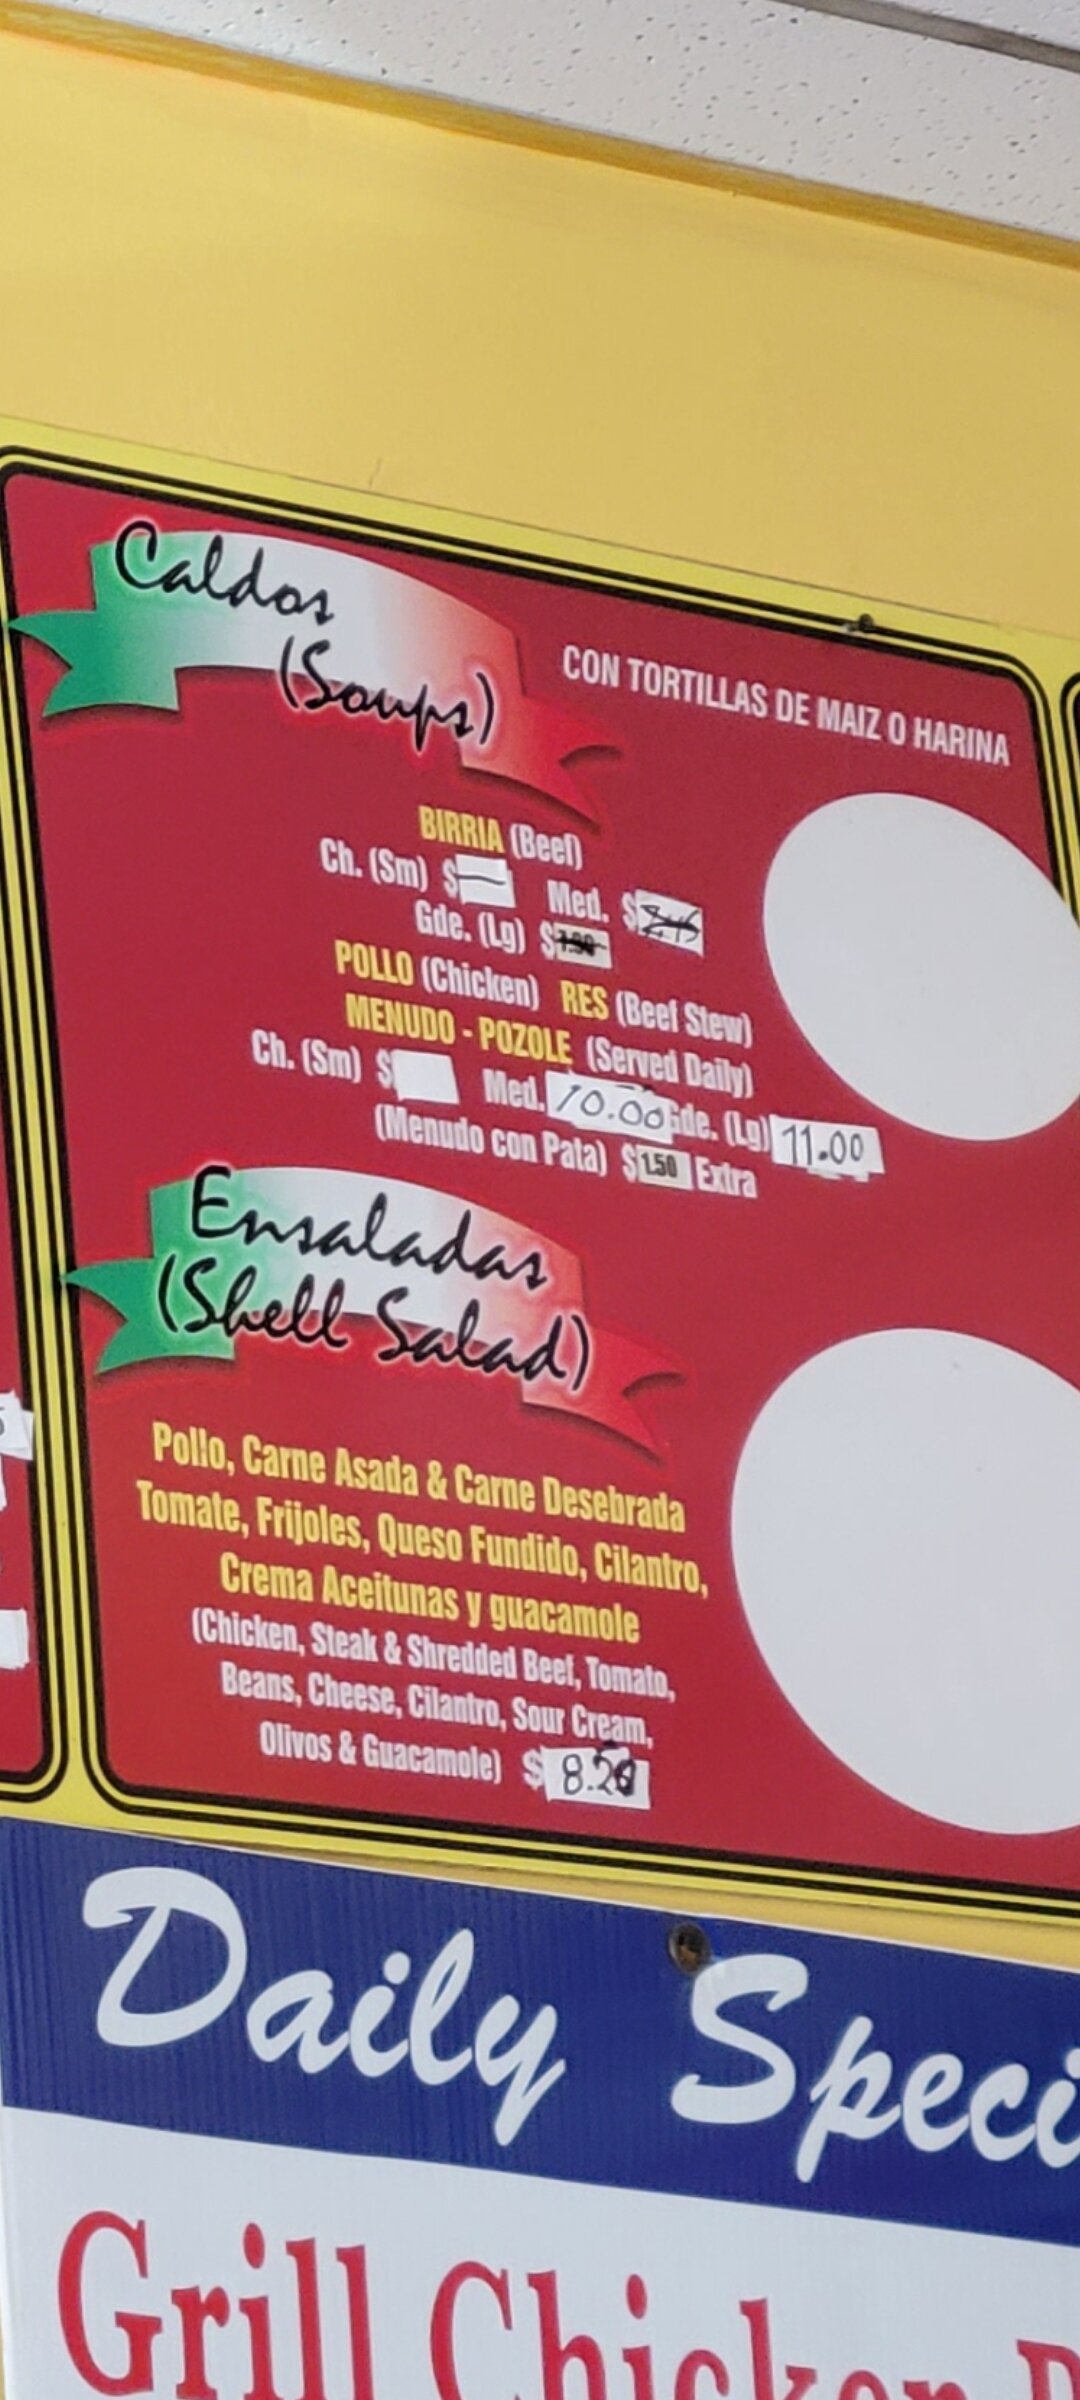 Caldos
(Soups)
CON TORTILLAS DE MAIZ O HARINA
BIRRIA (Beef)
Ch. (Sm) $ Med. $
Gde. (Lg) $
POLLO (Chicken) RES (Beef Stew)
MENUDO - POZOLE (Served Daily)
Ch. (Sm) $ Med. 10.00 Gde. (Lg) 11.00
(Menudo con Pata) $1.50 Extra
Ensaladas
(Shell Salad)
Pollo, Carne Asada & Carne Desebrada
Tomate, Frijoles, Queso Fundido, Cilantro,
Crema Aceitunas y guacamole
(Chicken, Steak & Shredded Beef, Tomato,
Beans, Cheese, Cilantro, Sour Cream,
Olivos & Guacamole) $
Daily Speci
Grill Chicken